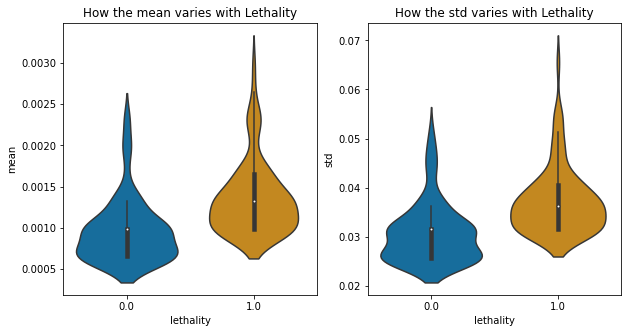 How the mean varies with Lethality
mean
0.0030
0.0025
0.0020
0.0015
0.0010
0.0005
0.0
1.0
lethality
How the std varies with Lethality
std
0.07
0.06
0.05
0.04
0.03
0.02
0.0
1.0
lethality